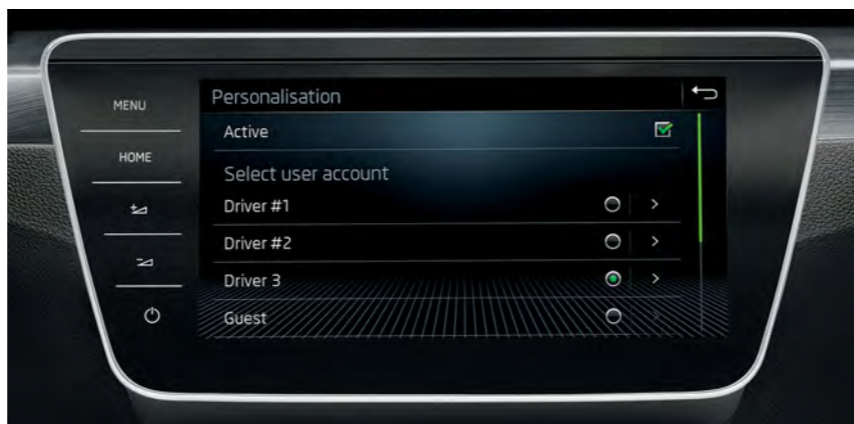 MENU
HOME
Personalisation
Active
Select user account
Driver #1
Driver #2
Driver 3
Guest